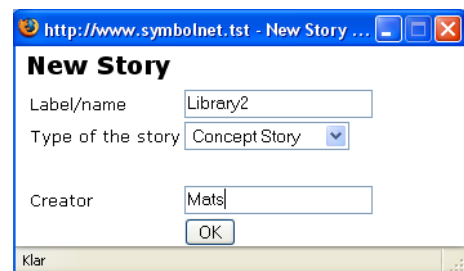 http://www.symbolnet.tst - New Story ...
New Story
Label/name Library2
Type of the story Concept Story
Creator Mats
OK
Klar